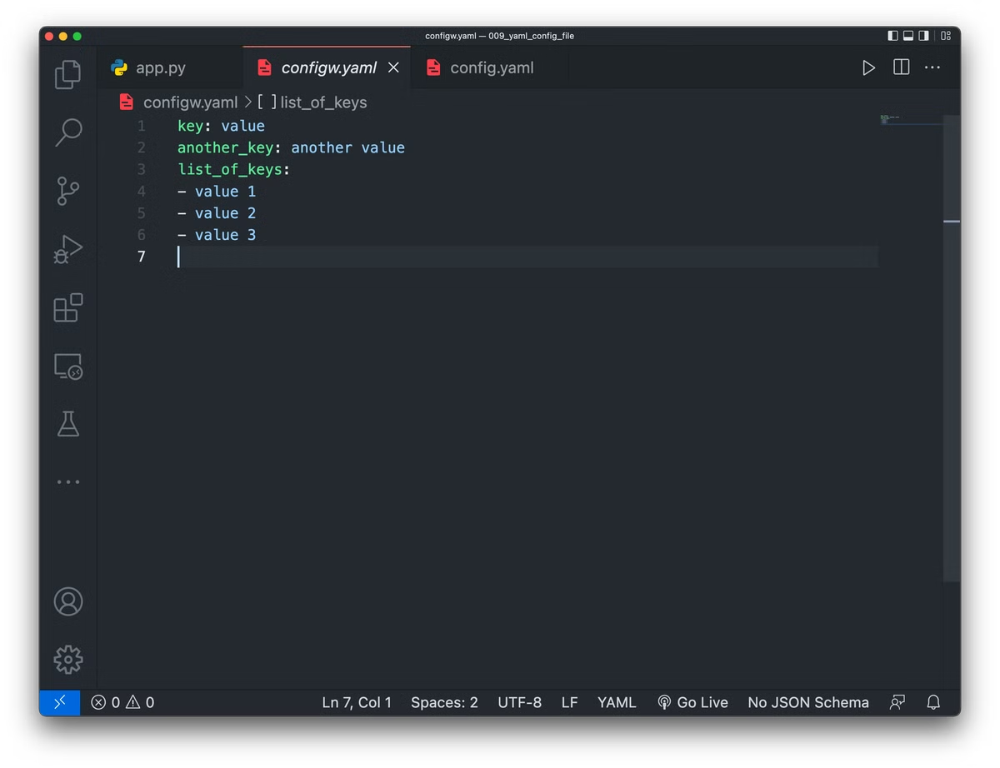 configw.yaml — 009_yaml_config_file
app.py configw.yaml config.yaml
configw.yaml > [ ] list_of_keys
1 key: value
2 another_key: another value
3 list_of_keys:
4 - value 1
5 - value 2
6 - value 3
7
0 0 Ln 7, Col 1 Spaces: 2 UTF-8 LF YAML Go Live No JSON Schema